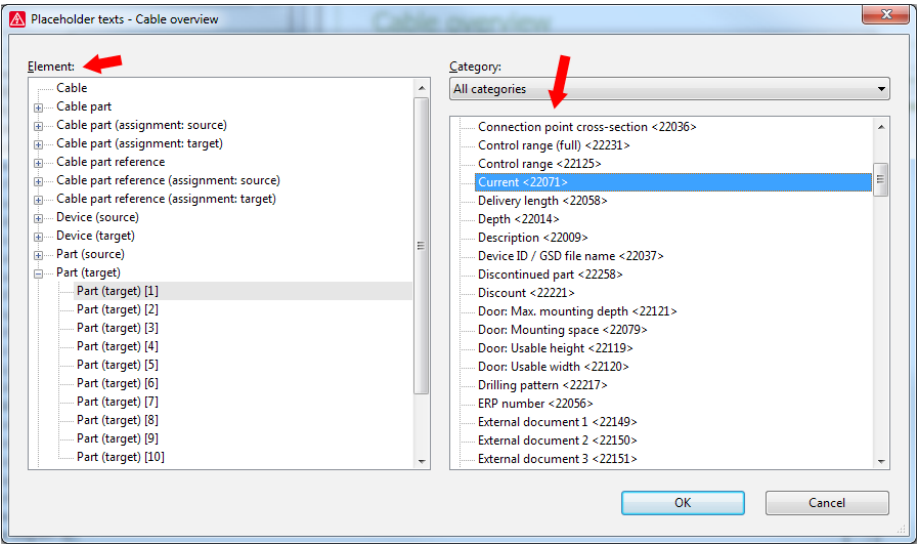 Placeholder texts - Cable overview
Cable overview
Element:
Cable
Cable part
Cable part (assignment: source)
Cable part (assignment: target)
Cable part reference
Cable part reference (assignment: source)
Cable part reference (assignment: target)
Device (source)
Device (target)
Part (source)
Part (target)
Part (target) [1]
Part (target) [2]
Part (target) [3]
Part (target) [4]
Part (target) [5]
Part (target) [6]
Part (target) [7]
Part (target) [8]
Part (target) [9]
Part (target) [10]
Category:
All categories
Connection point cross-section <22036>
Control range (full) <22231>
Control range <22125>
Current <22071>
Delivery length <22058>
Depth <22014>
Description <22009>
Device ID / GSD file name <22037>
Discontinued part <22258>
Discount <22221>
Door: Max. mounting depth <22121>
Door: Mounting space <22079>
Door: Usable height <22119>
Door: Usable width <22120>
Drilling pattern <22217>
ERP number <22056>
External document 1 <22149>
External document 2 <22150>
External document 3 <22151>
OK
Cancel